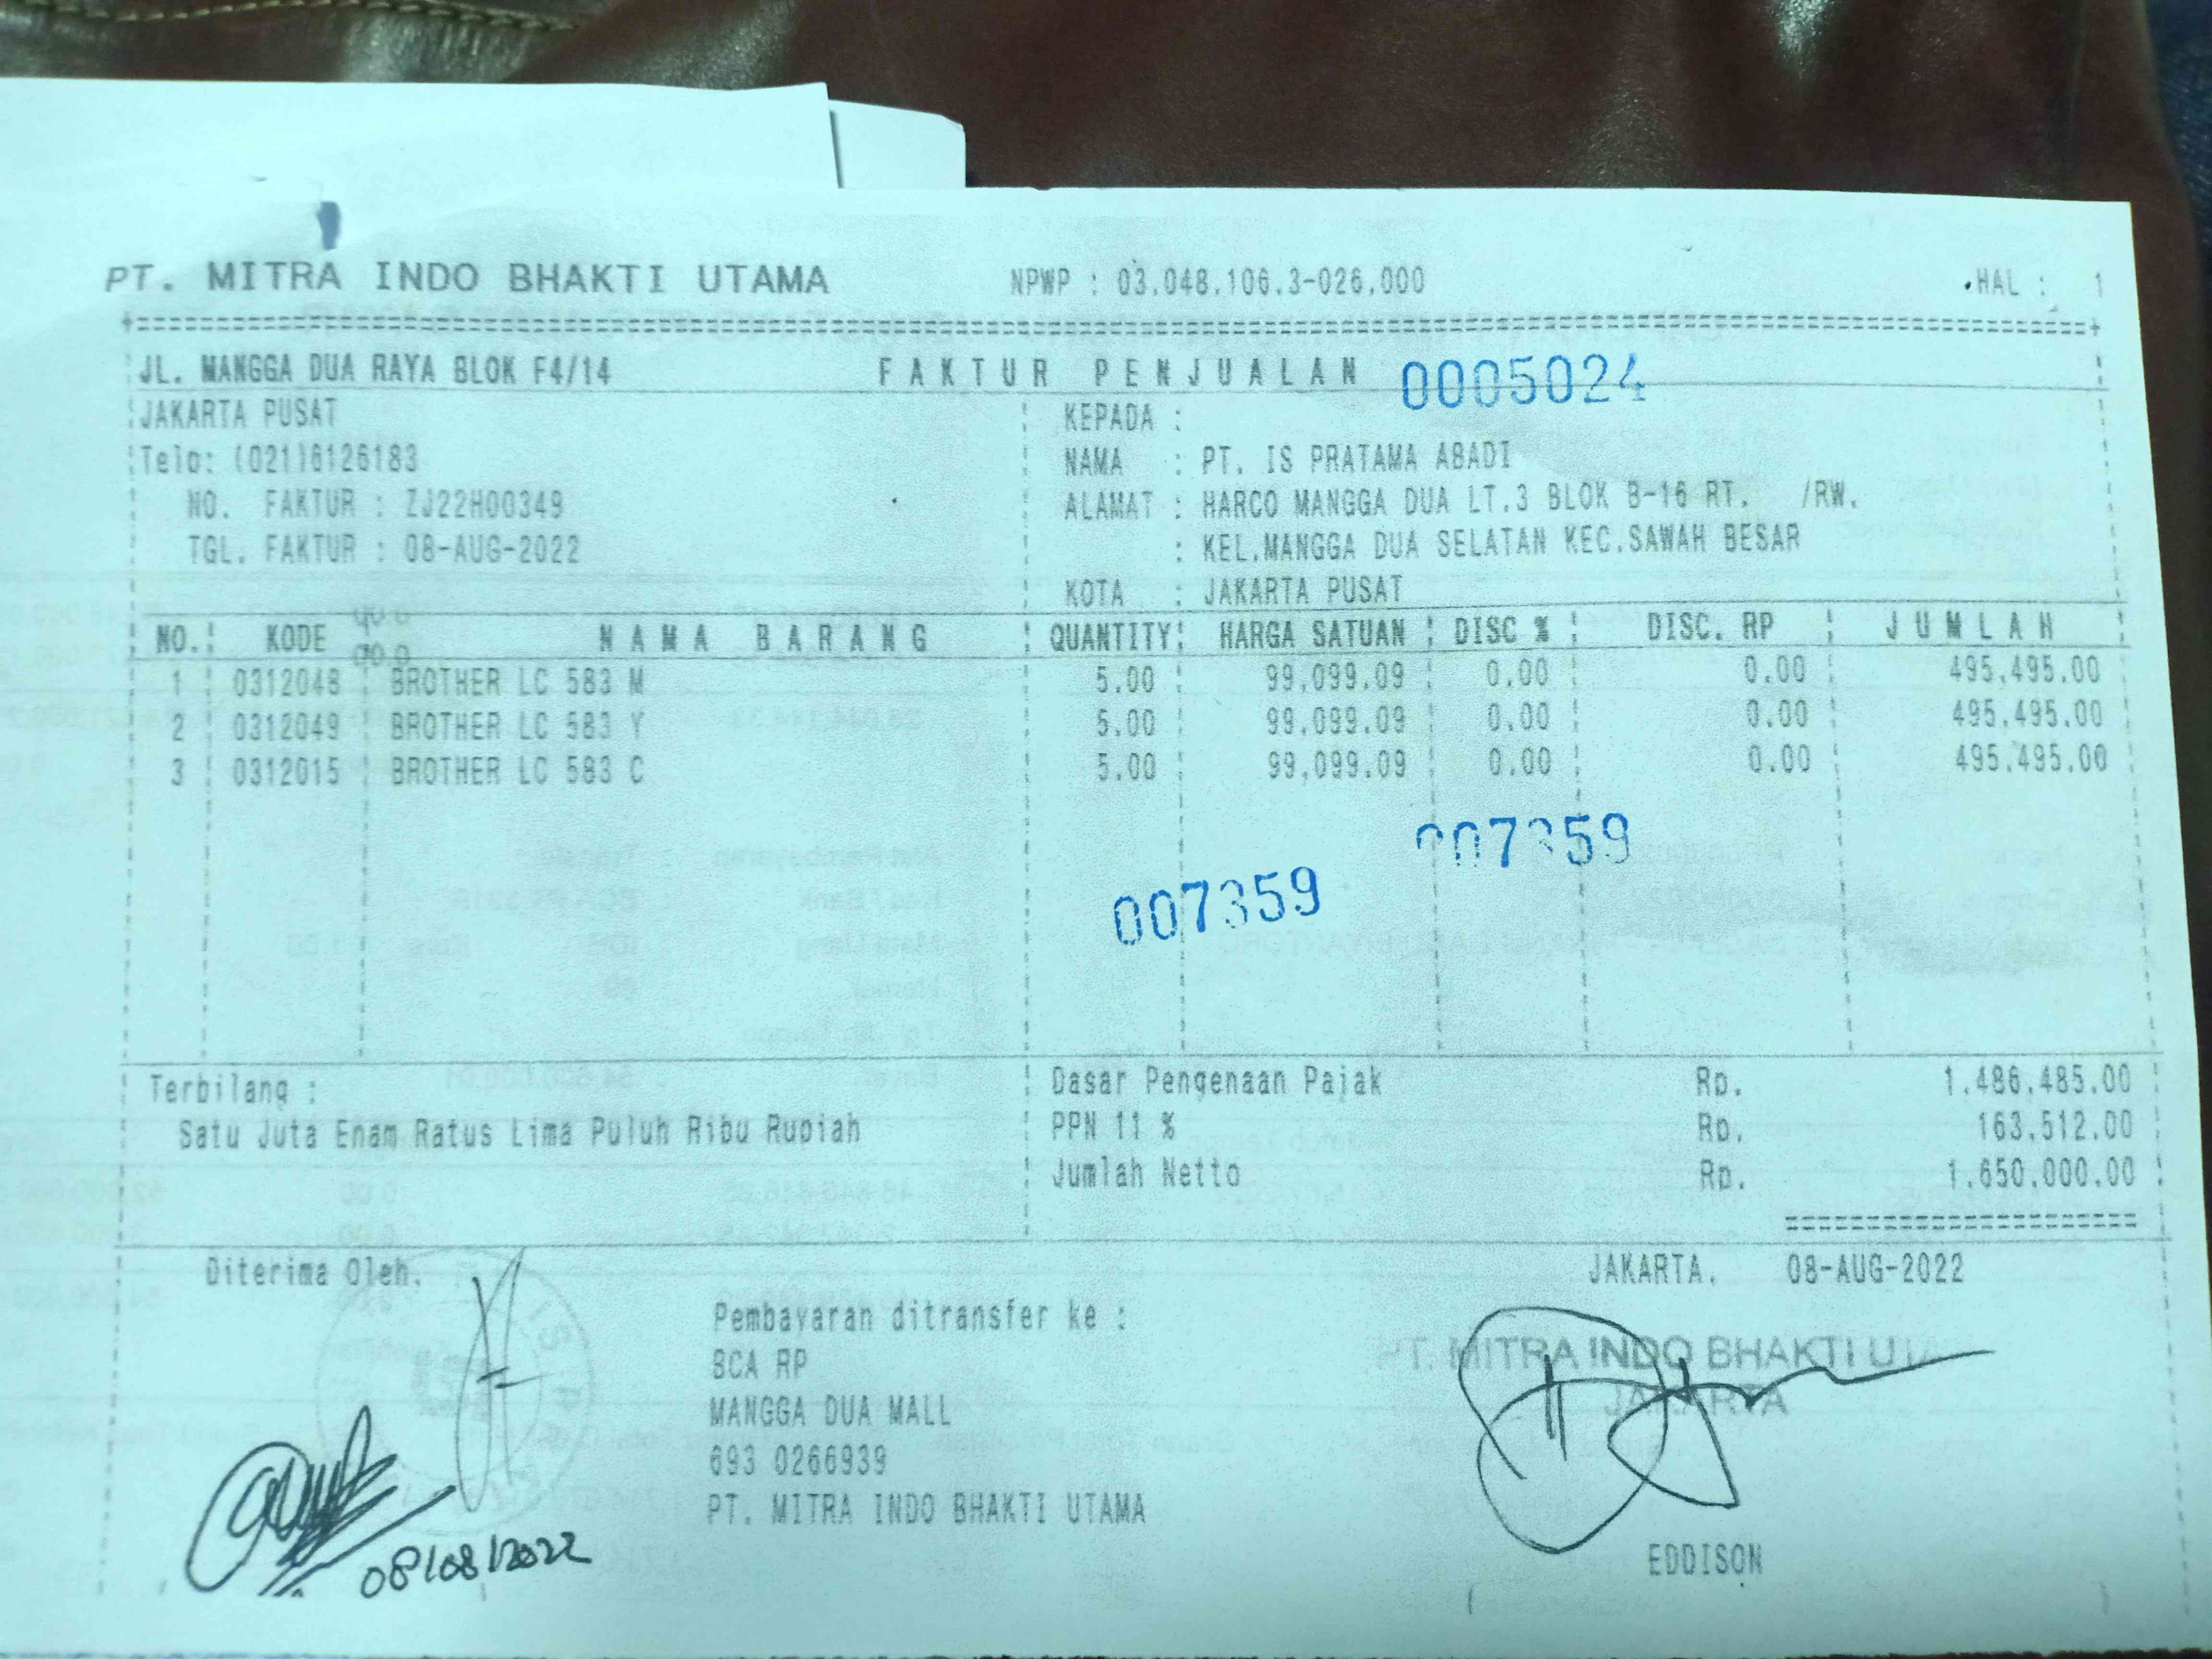 PT. MITRA INDO BHAKTI UTAMA NPWP : 03.048.106.3-026.000 HAL : 1
JL. MANGGA DUA RAYA BLOK F4/14 FAKTUR PENJUALAN 0005024
JAKARTA PUSAT KEPADA :
Telp: (021)6126183 NAMA : PT. IS PRATAMA ABADI
NO. FAKTUR : ZJ22H00349 ALAMAT : HARCO MANGGA DUA LT.3 BLOK B-16 RT. /RW.
TGL. FAKTUR : 08-AUG-2022 : KEL.MANGGA DUA SELATAN KEC.SAWAH BESAR
KOTA : JAKARTA PUSAT
NO. KODE NAMA BARANG QUANTITY HARGA SATUAN DISC % DISC. RP JUMLAH
1 0312048 BROTHER LC 583 M 5.00 99,099.09 0.00 0.00 495,495.00
2 0312049 BROTHER LC 583 Y 5.00 99,099.09 0.00 0.00 495,495.00
3 0312015 BROTHER LC 583 C 5.00 99,099.09 0.00 0.00 495,495.00
007359
007359
Terbilang : Dasar Pengenaan Pajak Rp. 1,486,485.00
Satu Juta Enam Ratus Lima Puluh Ribu Rupiah PPN 11 % Rp. 163,512.00
Jumlah Netto Rp. 1,650,000.00
Diterima Oleh, JAKARTA, 08-AUG-2022
Pembayaran ditransfer ke :
BCA RP PT. MITRA INDO BHAKTI UTA
MANGGA DUA MALL JAKARTA
693 0266939
PT. MITRA INDO BHAKTI UTAMA
08/08/2022 EDDISON